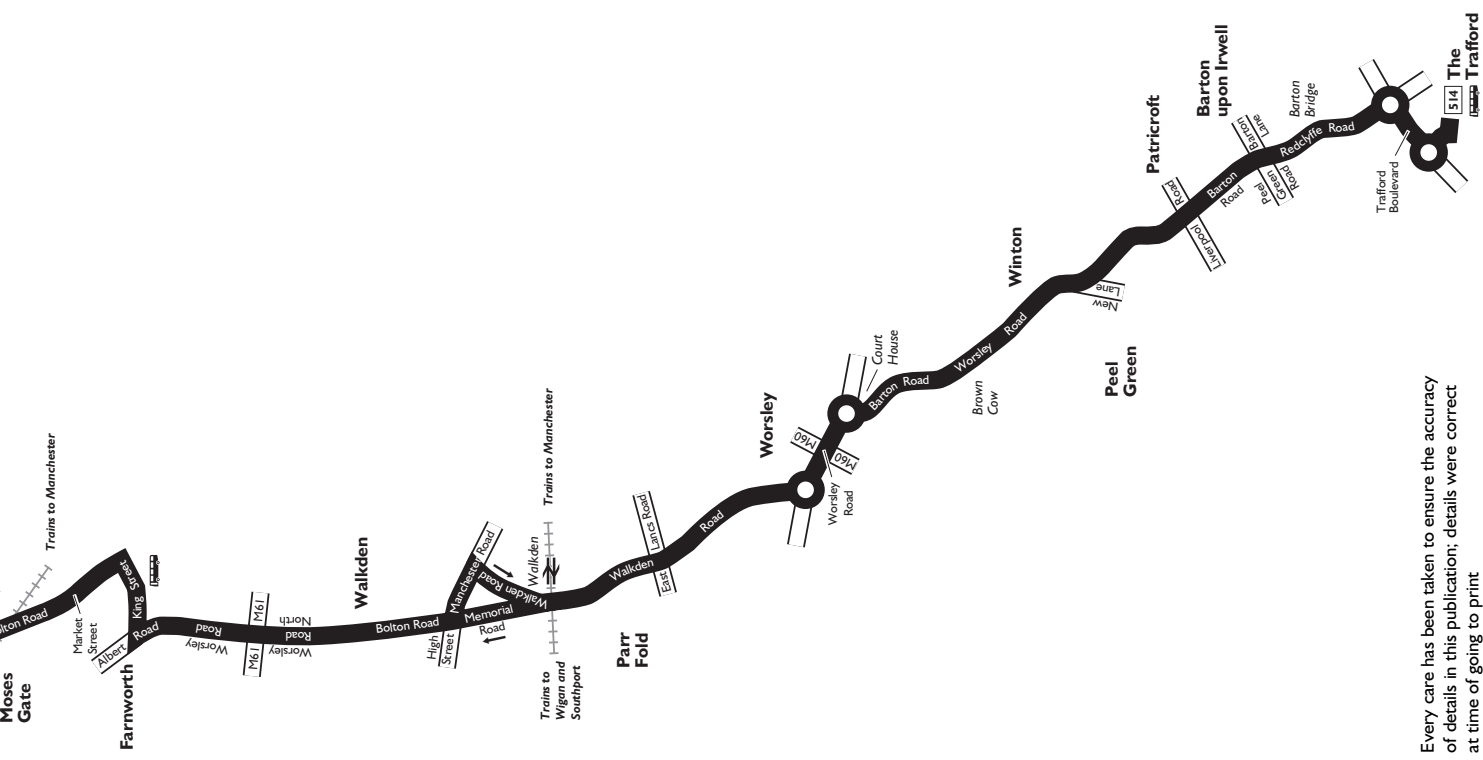 Moses
Gate
lton Road
Trains to Manchester
Market
Street
King Street
Albert
Road
Farnworth
Worsley
Road
M61
M61
Worsley
Road
North
Walkden
Bolton Road
High
Street
Manchester Road
Walkden Road
Memorial
Road
Walkden
Trains to Manchester
Trains to
Wigan and
Southport
Parr
Fold
Walkden
Road
East
Lancs Road
Worsley
Worsley
Road
M60
M60
Court
House
Barton Road
Brown
Cow
Worsley
Road
Winton
New
Lane
Peel
Green
Patricroft
Liverpool
Road
Barton
Road
Barton
upon Irwell
Barton
Lane
Peel
Green
Road
Redclyffe Road
Barton
Bridge
Trafford
Boulevard
514
The
Trafford
Every care has been taken to ensure the accuracy
of details in this publication; details were correct
at time of going to print